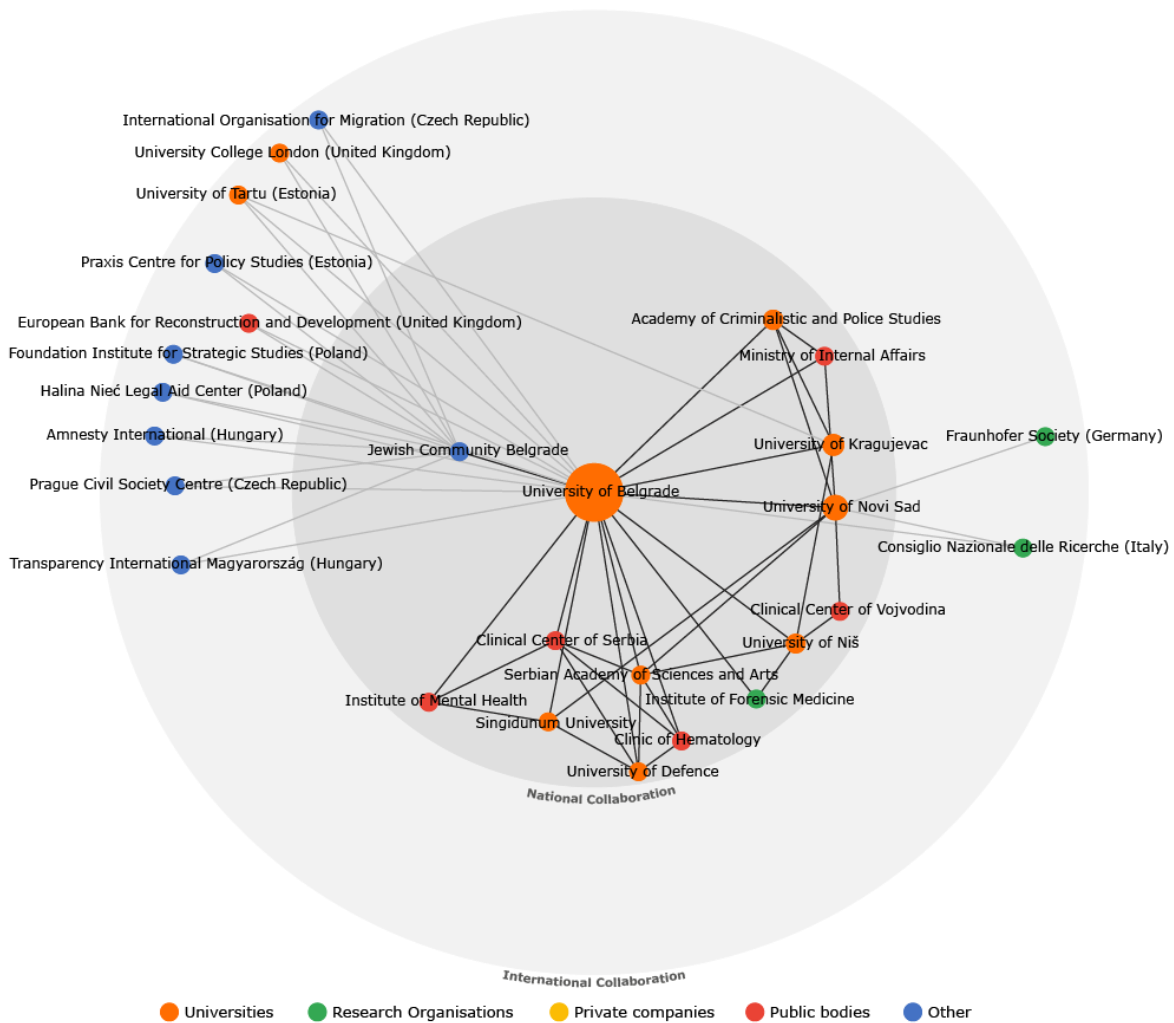 International Organisation for Migration (Czech Republic)
University College London (United Kingdom)
University of Tartu (Estonia)
Praxis Centre for Policy Studies (Estonia)
Academy of Criminalistic and Police Studies
European Bank for Reconstruction and Development (United Kingdom)
Foundation Institute for Strategic Studies (Poland)
Ministry of Internal Affairs
Halina Nieć Legal Aid Center (Poland)
Amnesty International (Hungary)
Fraunhofer Society (Germany)
University of Kragujevac
Jewish Community Belgrade
Prague Civil Society Centre (Czech Republic)
University of Belgrade
University of Novi Sad
Consiglio Nazionale delle Ricerche (Italy)
Transparency International Magyarország (Hungary)
Clinical Center of Vojvodina
Clinical Center of Serbia
University of Niš
Serbian Academy of Sciences and Arts
Institute of Mental Health
Institute of Forensic Medicine
Singidunum University
Clinic of Hematology
University of Defence
National Collaboration
International Collaboration
Universities
Research Organisations
Private companies
Public bodies
Other